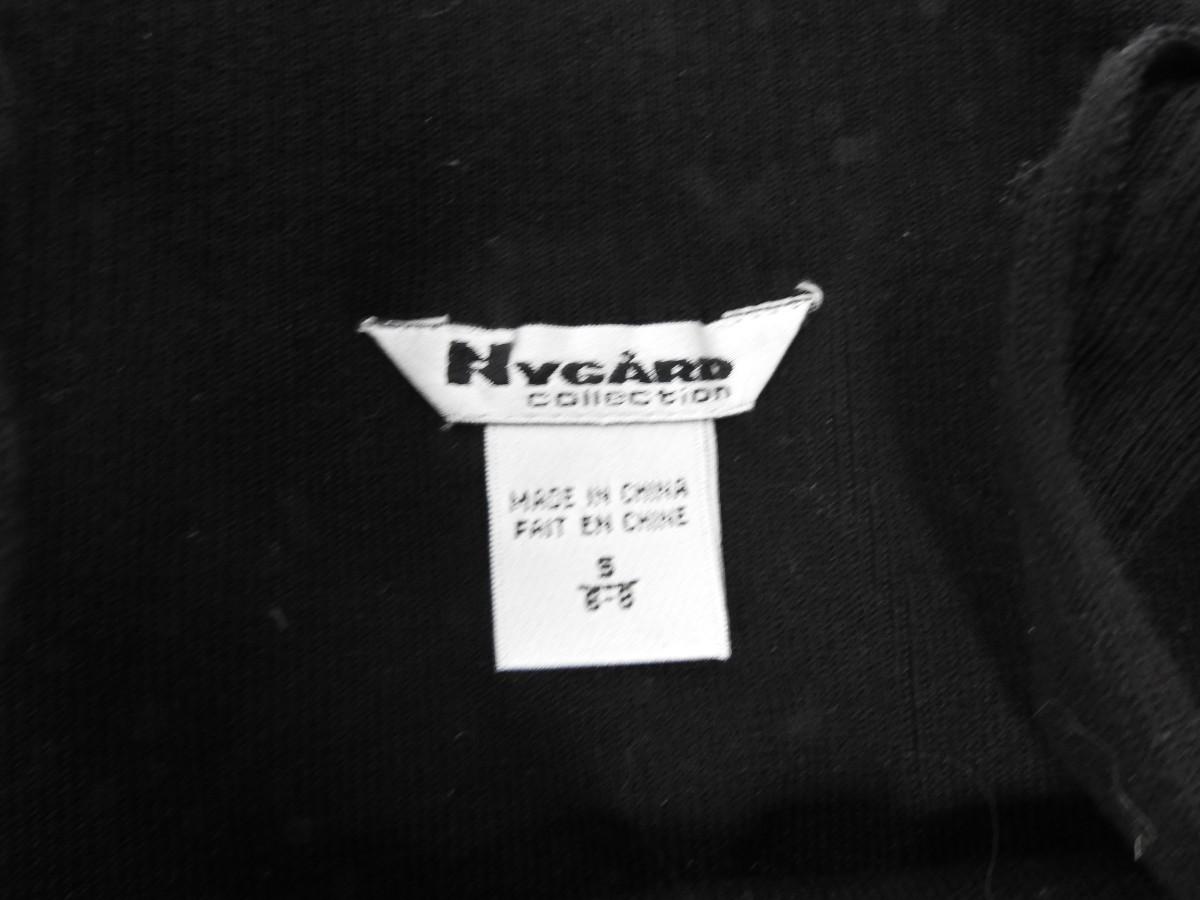 NYGÅRD
collection
MADE IN CHINA
FAIT EN CHINE
S